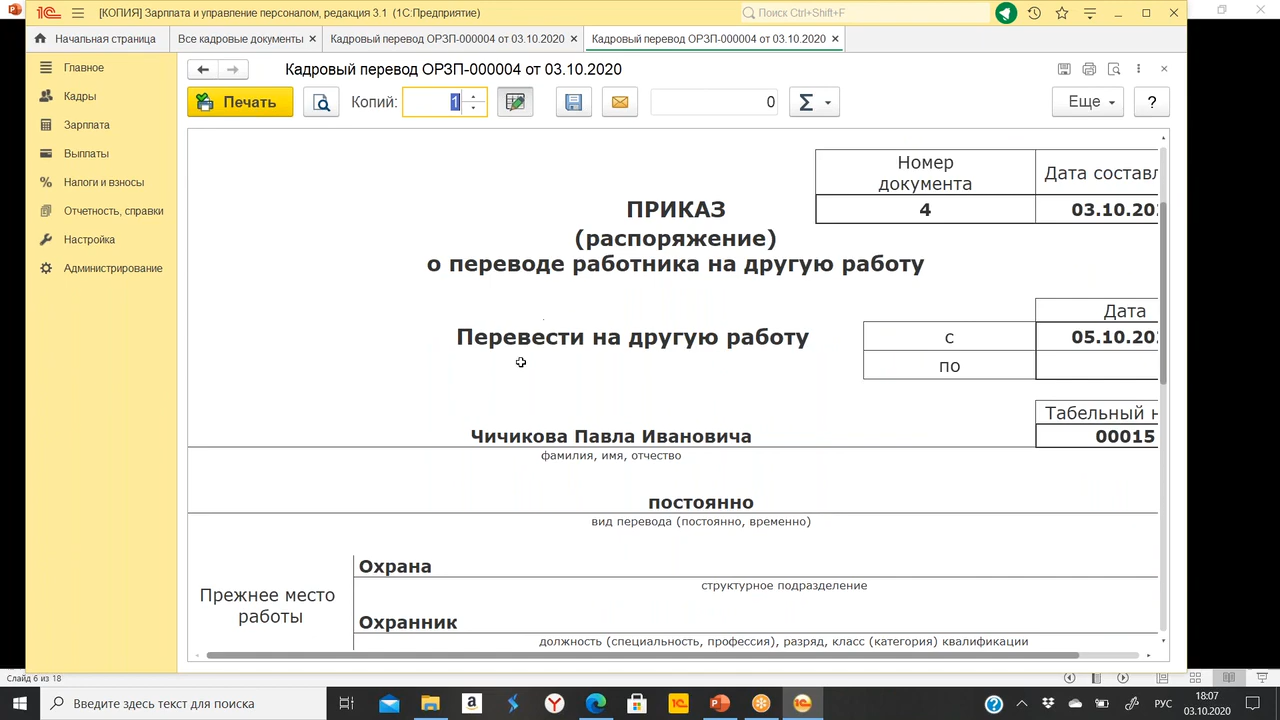 [КОПИЯ] Зарплата и управление персоналом, редакция 3.1 (1С:Предприятие)
Поиск Ctrl+Shift+F
Начальная страница
Все кадровые документы
Кадровый перевод ОРЗП-000004 от 03.10.2020
Кадровый перевод ОРЗП-000004 от 03.10.2020
Главное
Кадры
Зарплата
Выплаты
Налоги и взносы
Отчетность, справки
Настройка
Администрирование
Кадровый перевод ОРЗП-000004 от 03.10.2020
Печать
Копий:
1
0
Σ
Еще
?
Номер
документа
Дата составл
4
03.10.20
ПРИКАЗ
(распоряжение)
о переводе работника на другую работу
Дата
Перевести на другую работу
с
05.10.20
по
Табельный н
Чичикова Павла Ивановича
00015
фамилия, имя, отчество
постоянно
вид перевода (постоянно, временно)
Прежнее место
работы
Охрана
структурное подразделение
Охранник
должность (специальность, профессия), разряд, класс (категория) квалификации
Слайд 6 из 18
Введите здесь текст для поиска
РУС
18:07
03.10.2020